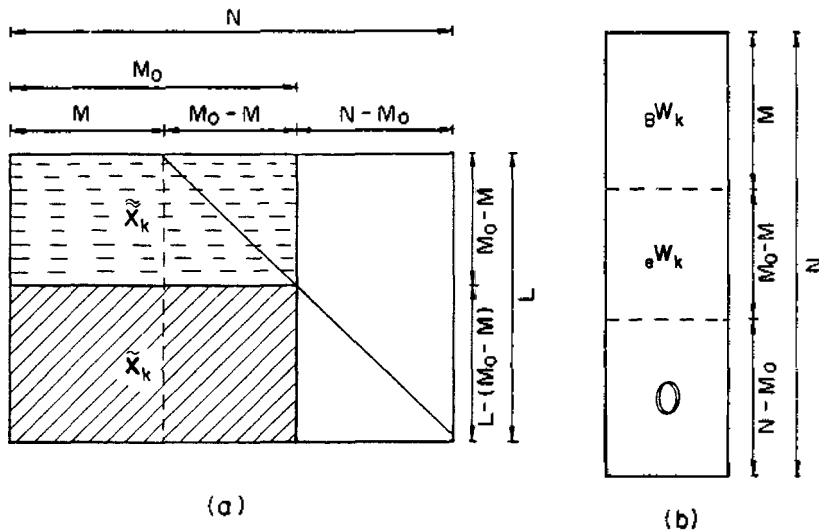 N
M₀
M M₀-M N-M₀
X̃̃ₖ
X̃ₖ
M₀-M
L-(M₀-M)
L
(a)
ᴮWₖ
ₑWₖ
0
M
M₀-M
N-M₀
N
(b)